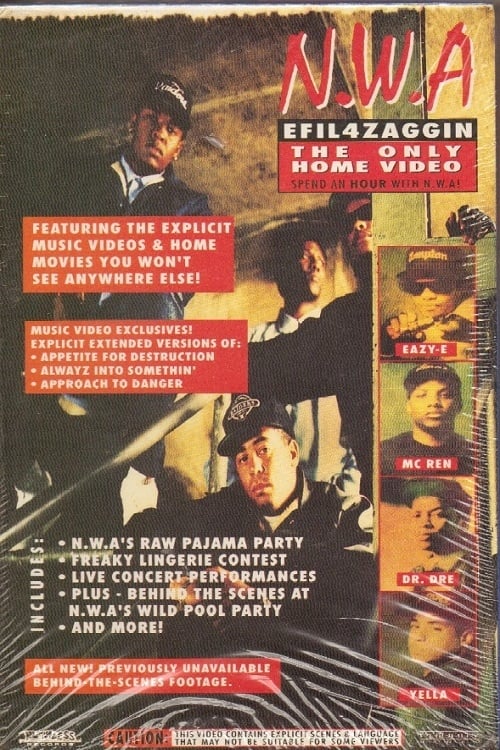 N.W.A
EFIL4ZAGGIN
THE ONLY
HOME VIDEO
SPEND AN HOUR WITH N.W.A!
FEATURING THE EXPLICIT
MUSIC VIDEOS & HOME
MOVIES YOU WON'T
SEE ANYWHERE ELSE!
MUSIC VIDEO EXCLUSIVES!
EXPLICIT EXTENDED VERSIONS OF:
• APPETITE FOR DESTRUCTION
• ALWAYZ INTO SOMETHIN'
• APPROACH TO DANGER
Compton
EAZY-E
MC REN
DR. DRE
YELLA
INCLUDES:
• N.W.A'S RAW PAJAMA PARTY
• FREAKY LINGERIE CONTEST
• LIVE CONCERT PERFORMANCES
• PLUS - BEHIND THE SCENES AT
N.W.A'S WILD POOL PARTY
• AND MORE!
ALL NEW! PREVIOUSLY UNAVAILABLE
BEHIND-THE-SCENES FOOTAGE.
RECORDS
CAUTION: THIS VIDEO CONTAINS EXPLICIT SCENES & LANGUAGE
THAT MAY NOT BE SUITABLE FOR SOME VIEWERS